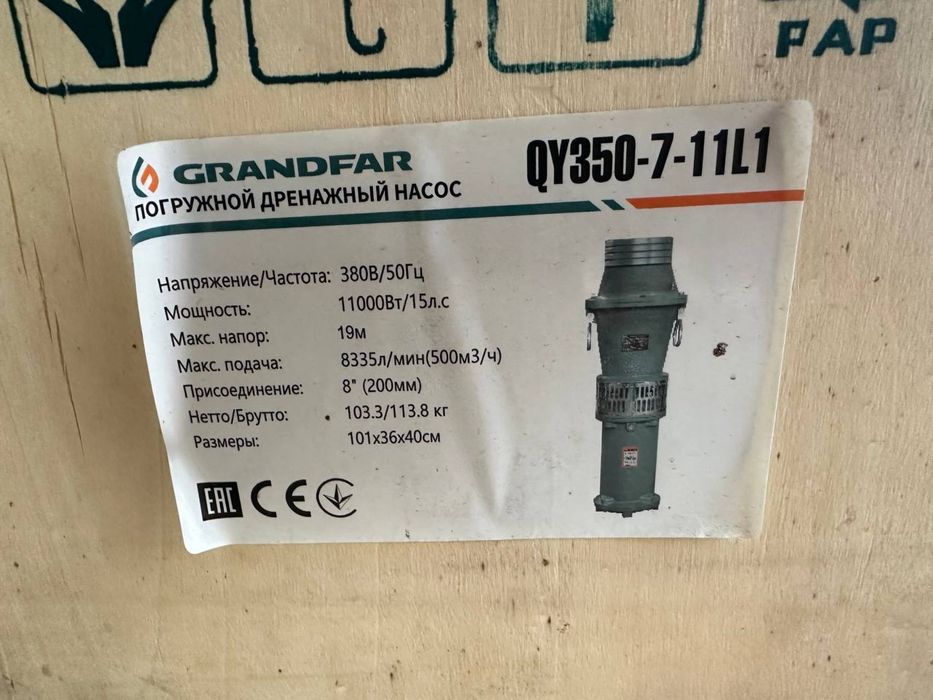 PAP
GRANDFAR
QY350-7-11L1
ПОГРУЖНОЙ ДРЕНАЖНЫЙ НАСОС
Напряжение/Частота: 380В/50Гц
Мощность: 11000Вт/15л.с
Макс. напор: 19м
Макс. подача: 8335л/мин(500м3/ч)
Присоединение: 8" (200мм)
Нетто/Брутто: 103.3/113.8 кг
Размеры: 101x36x40см
EAC CE